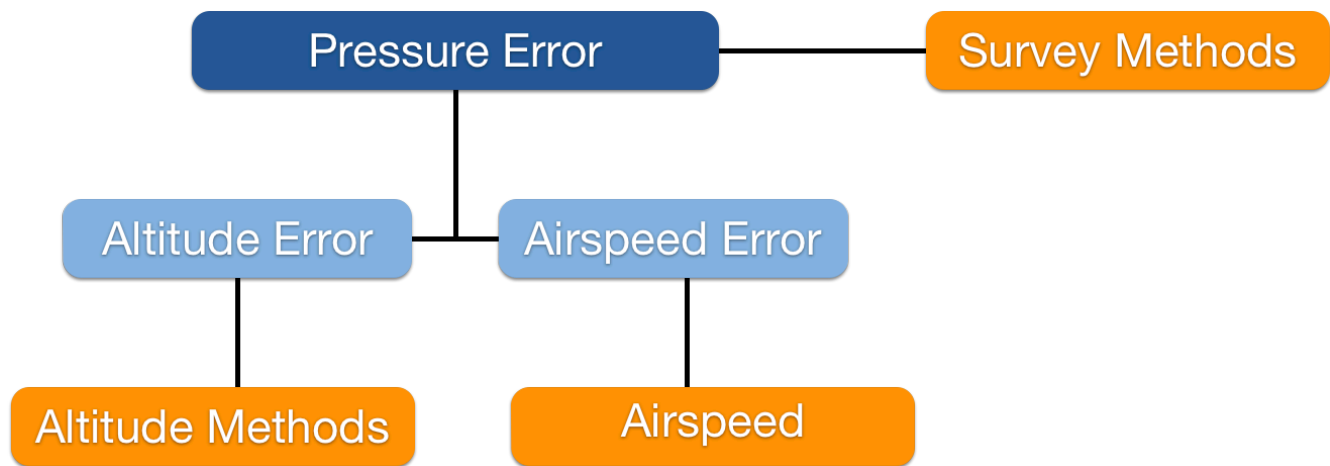 Pressure Error
Survey Methods
Altitude Error
Airspeed Error
Altitude Methods
Airspeed